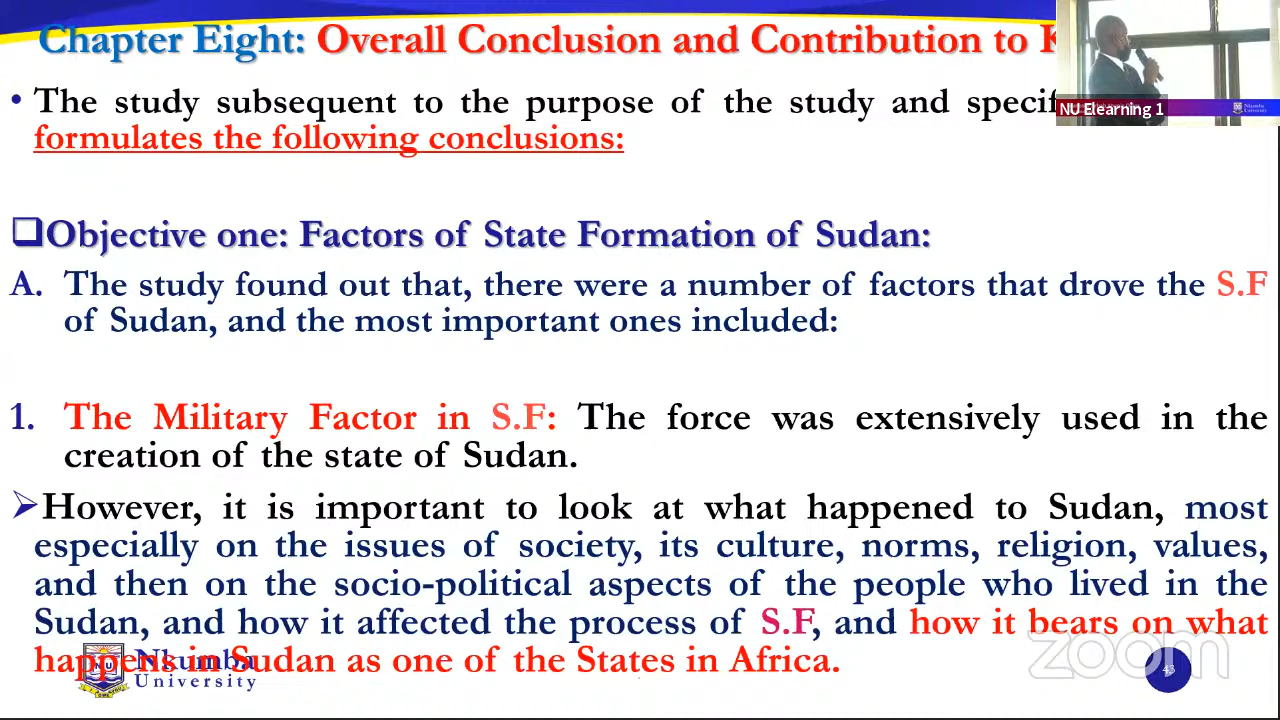 Chapter Eight: Overall Conclusion and Contribution to
• The study subsequent to the purpose of the study and
formulates the following conclusions:
NU Elearning 1
❑Objective one: Factors of State Formation of Sudan:
A. The study found out that, there were a number of factors that drove the S.F
of Sudan, and the most important ones included:
1. The Military Factor in S.F: The force was extensively used in the
creation of the state of Sudan.
➢However, it is important to look at what happened to Sudan, most
especially on the issues of society, its culture, norms, religion, values,
and then on the socio-political aspects of the people who lived in the
Sudan, and how it affected the process of S.F, and how it bears on what
happens in Sudan as one of the States in Africa.
Nkumba
University
zoom
43